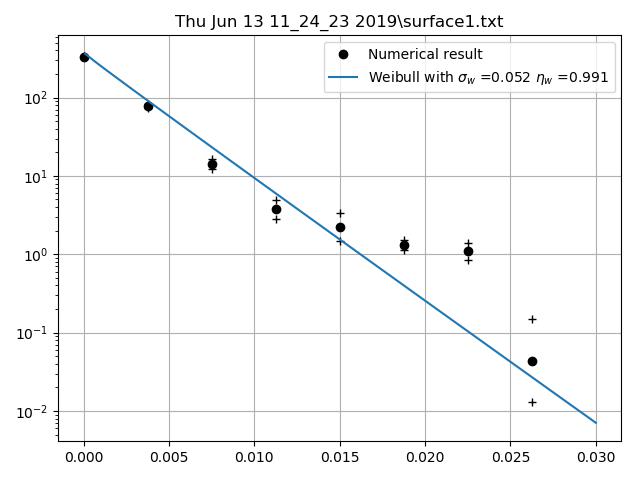 Thu Jun 13 11_24_23 2019\surface1.txt
Numerical result
Weibull with σw =0.052 ηw =0.991
10²
10¹
10⁰
10⁻¹
10⁻²
0.000 0.005 0.010 0.015 0.020 0.025 0.030